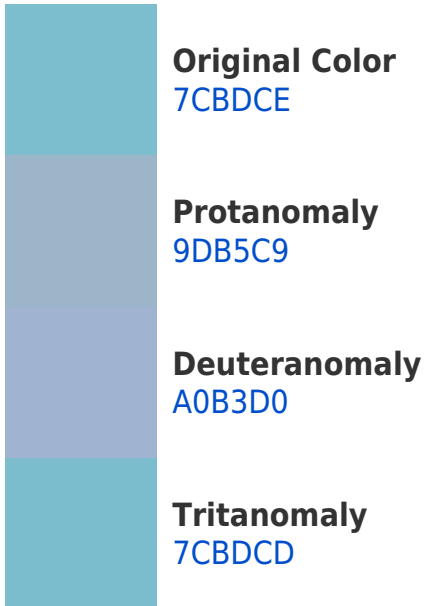 Original Color
7CBDCE
Protanomaly
9DB5C9
Deuteranomaly
A0B3D0
Tritanomaly
7CBDCD